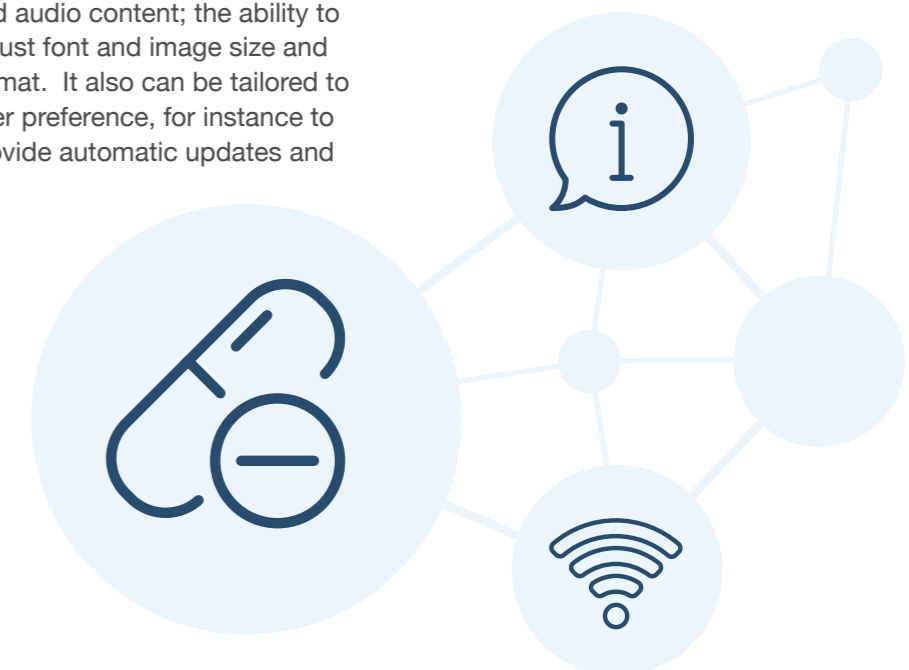 d audio content; the ability to
ust font and image size and
mat.  It also can be tailored to
er preference, for instance to
ovide automatic updates and
i